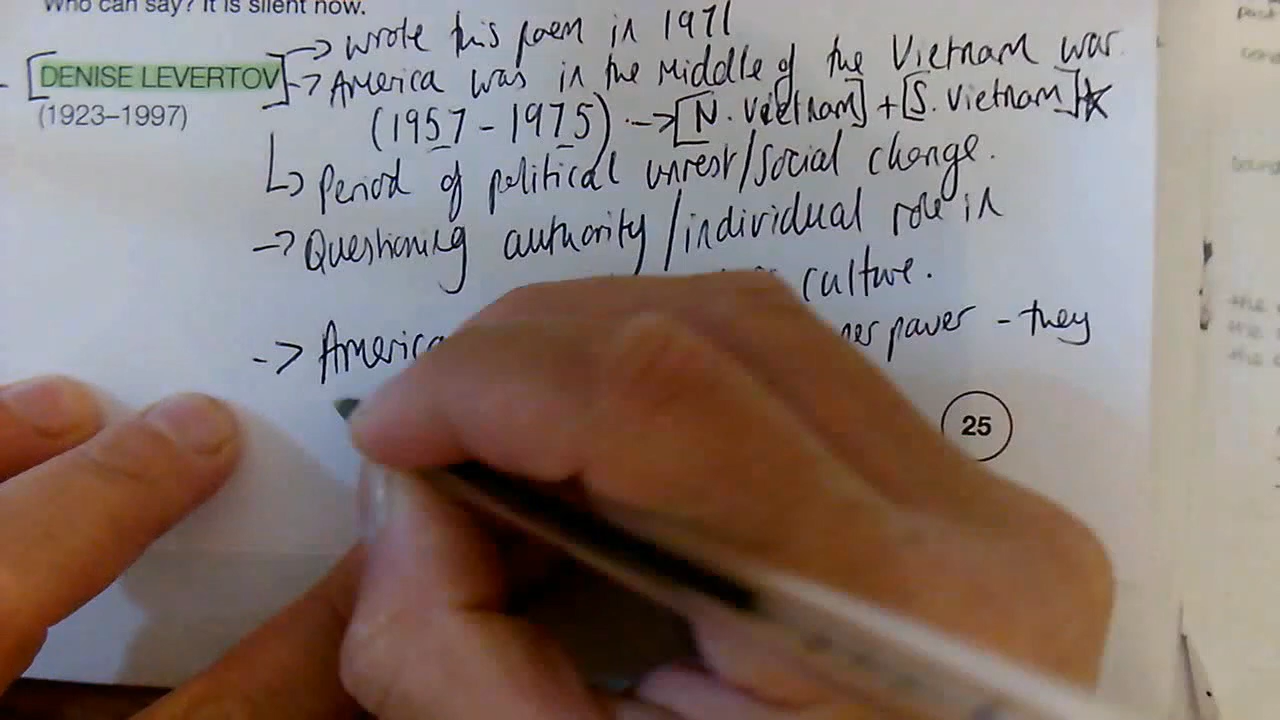 Who can say? It is silent now.
→ wrote this poem in 1971
[DENISE LEVERTOV] → America was in the Middle of the Vietnam war.
(1923–1997)
(1957 - 1975) → [N. Vietnam] + [S. Vietnam]★
↳ Period of political unrest/social change.
→ Questioning authority/individual role in
culture.
→ America power - they
25